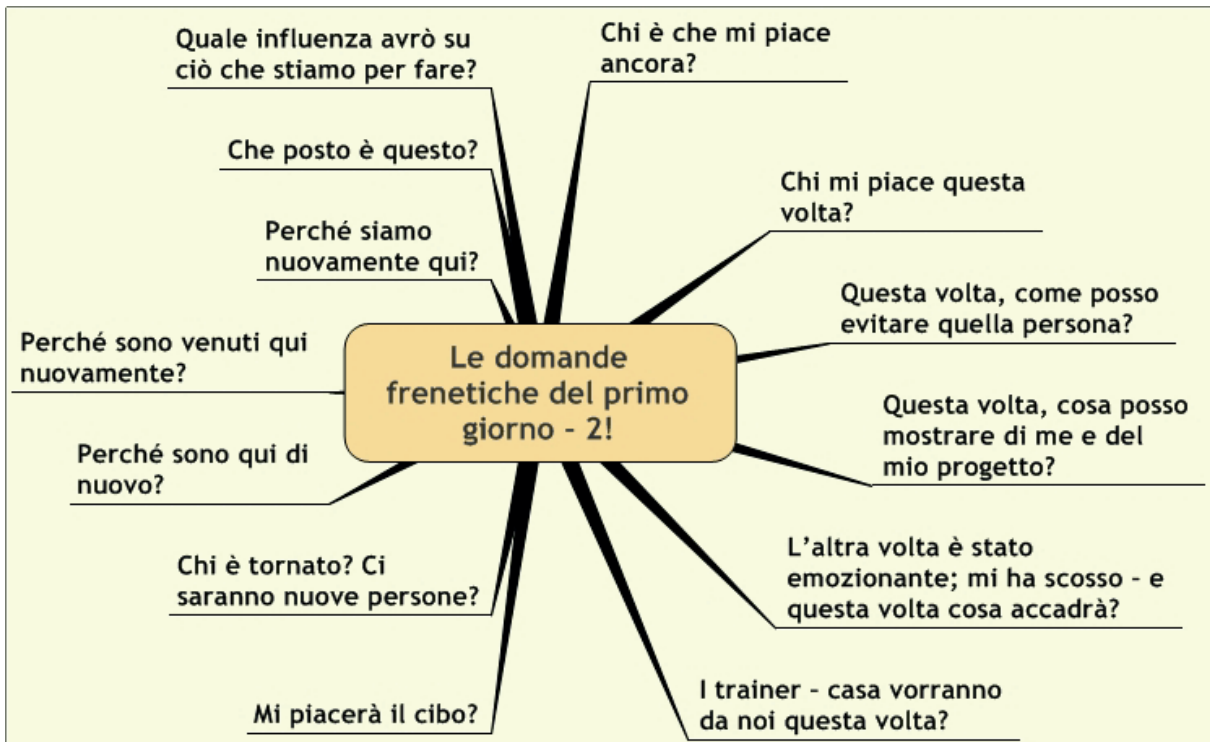 Quale influenza avrò su
ciò che stiamo per fare?
Che posto è questo?
Perché siamo
nuovamente qui?
Perché sono venuti qui
nuovamente?
Perché sono qui di
nuovo?
Chi è tornato? Ci
saranno nuove persone?
Mi piacerà il cibo?
Le domande
frenetiche del primo
giorno - 2!
Chi è che mi piace
ancora?
Chi mi piace questa
volta?
Questa volta, come posso
evitare quella persona?
Questa volta, cosa posso
mostrare di me e del
mio progetto?
L’altra volta è stato
emozionante; mi ha scosso - e
questa volta cosa accadrà?
I trainer - casa vorranno
da noi questa volta?